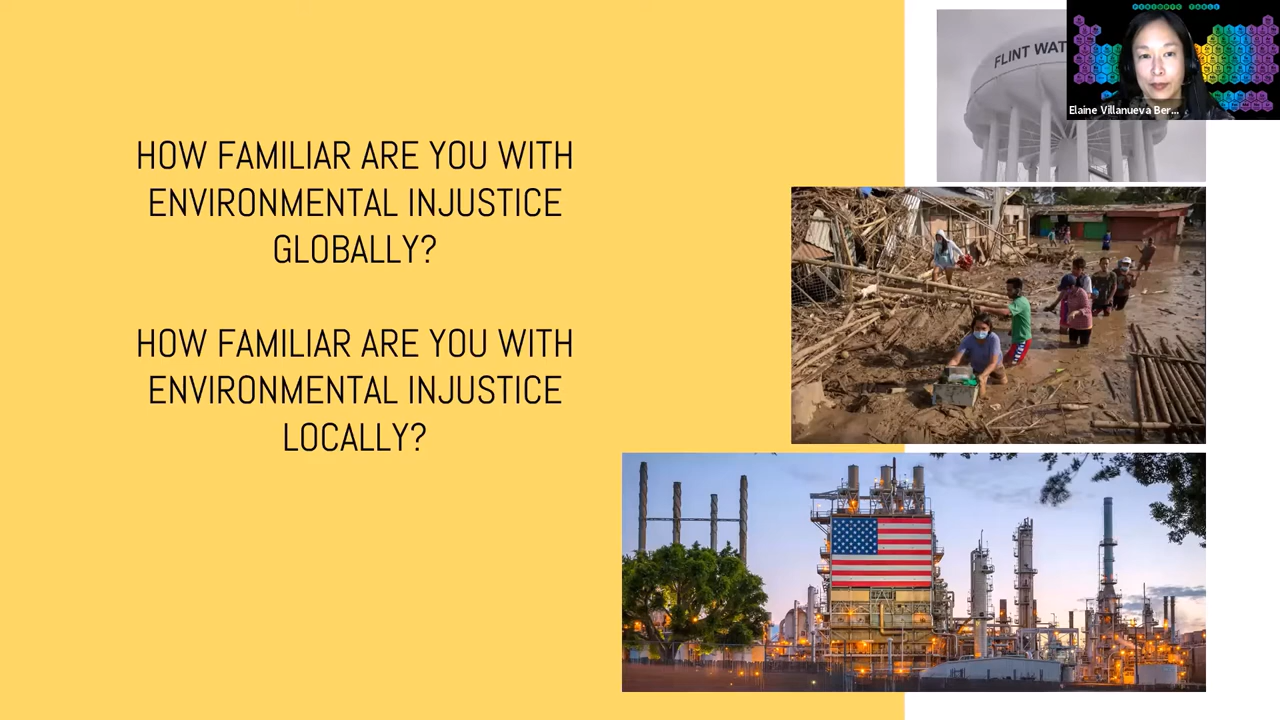 HOW FAMILIAR ARE YOU WITH
ENVIRONMENTAL INJUSTICE
GLOBALLY?
HOW FAMILIAR ARE YOU WITH
ENVIRONMENTAL INJUSTICE
LOCALLY?
FLINT WAT
Elaine Villanueva Ber...